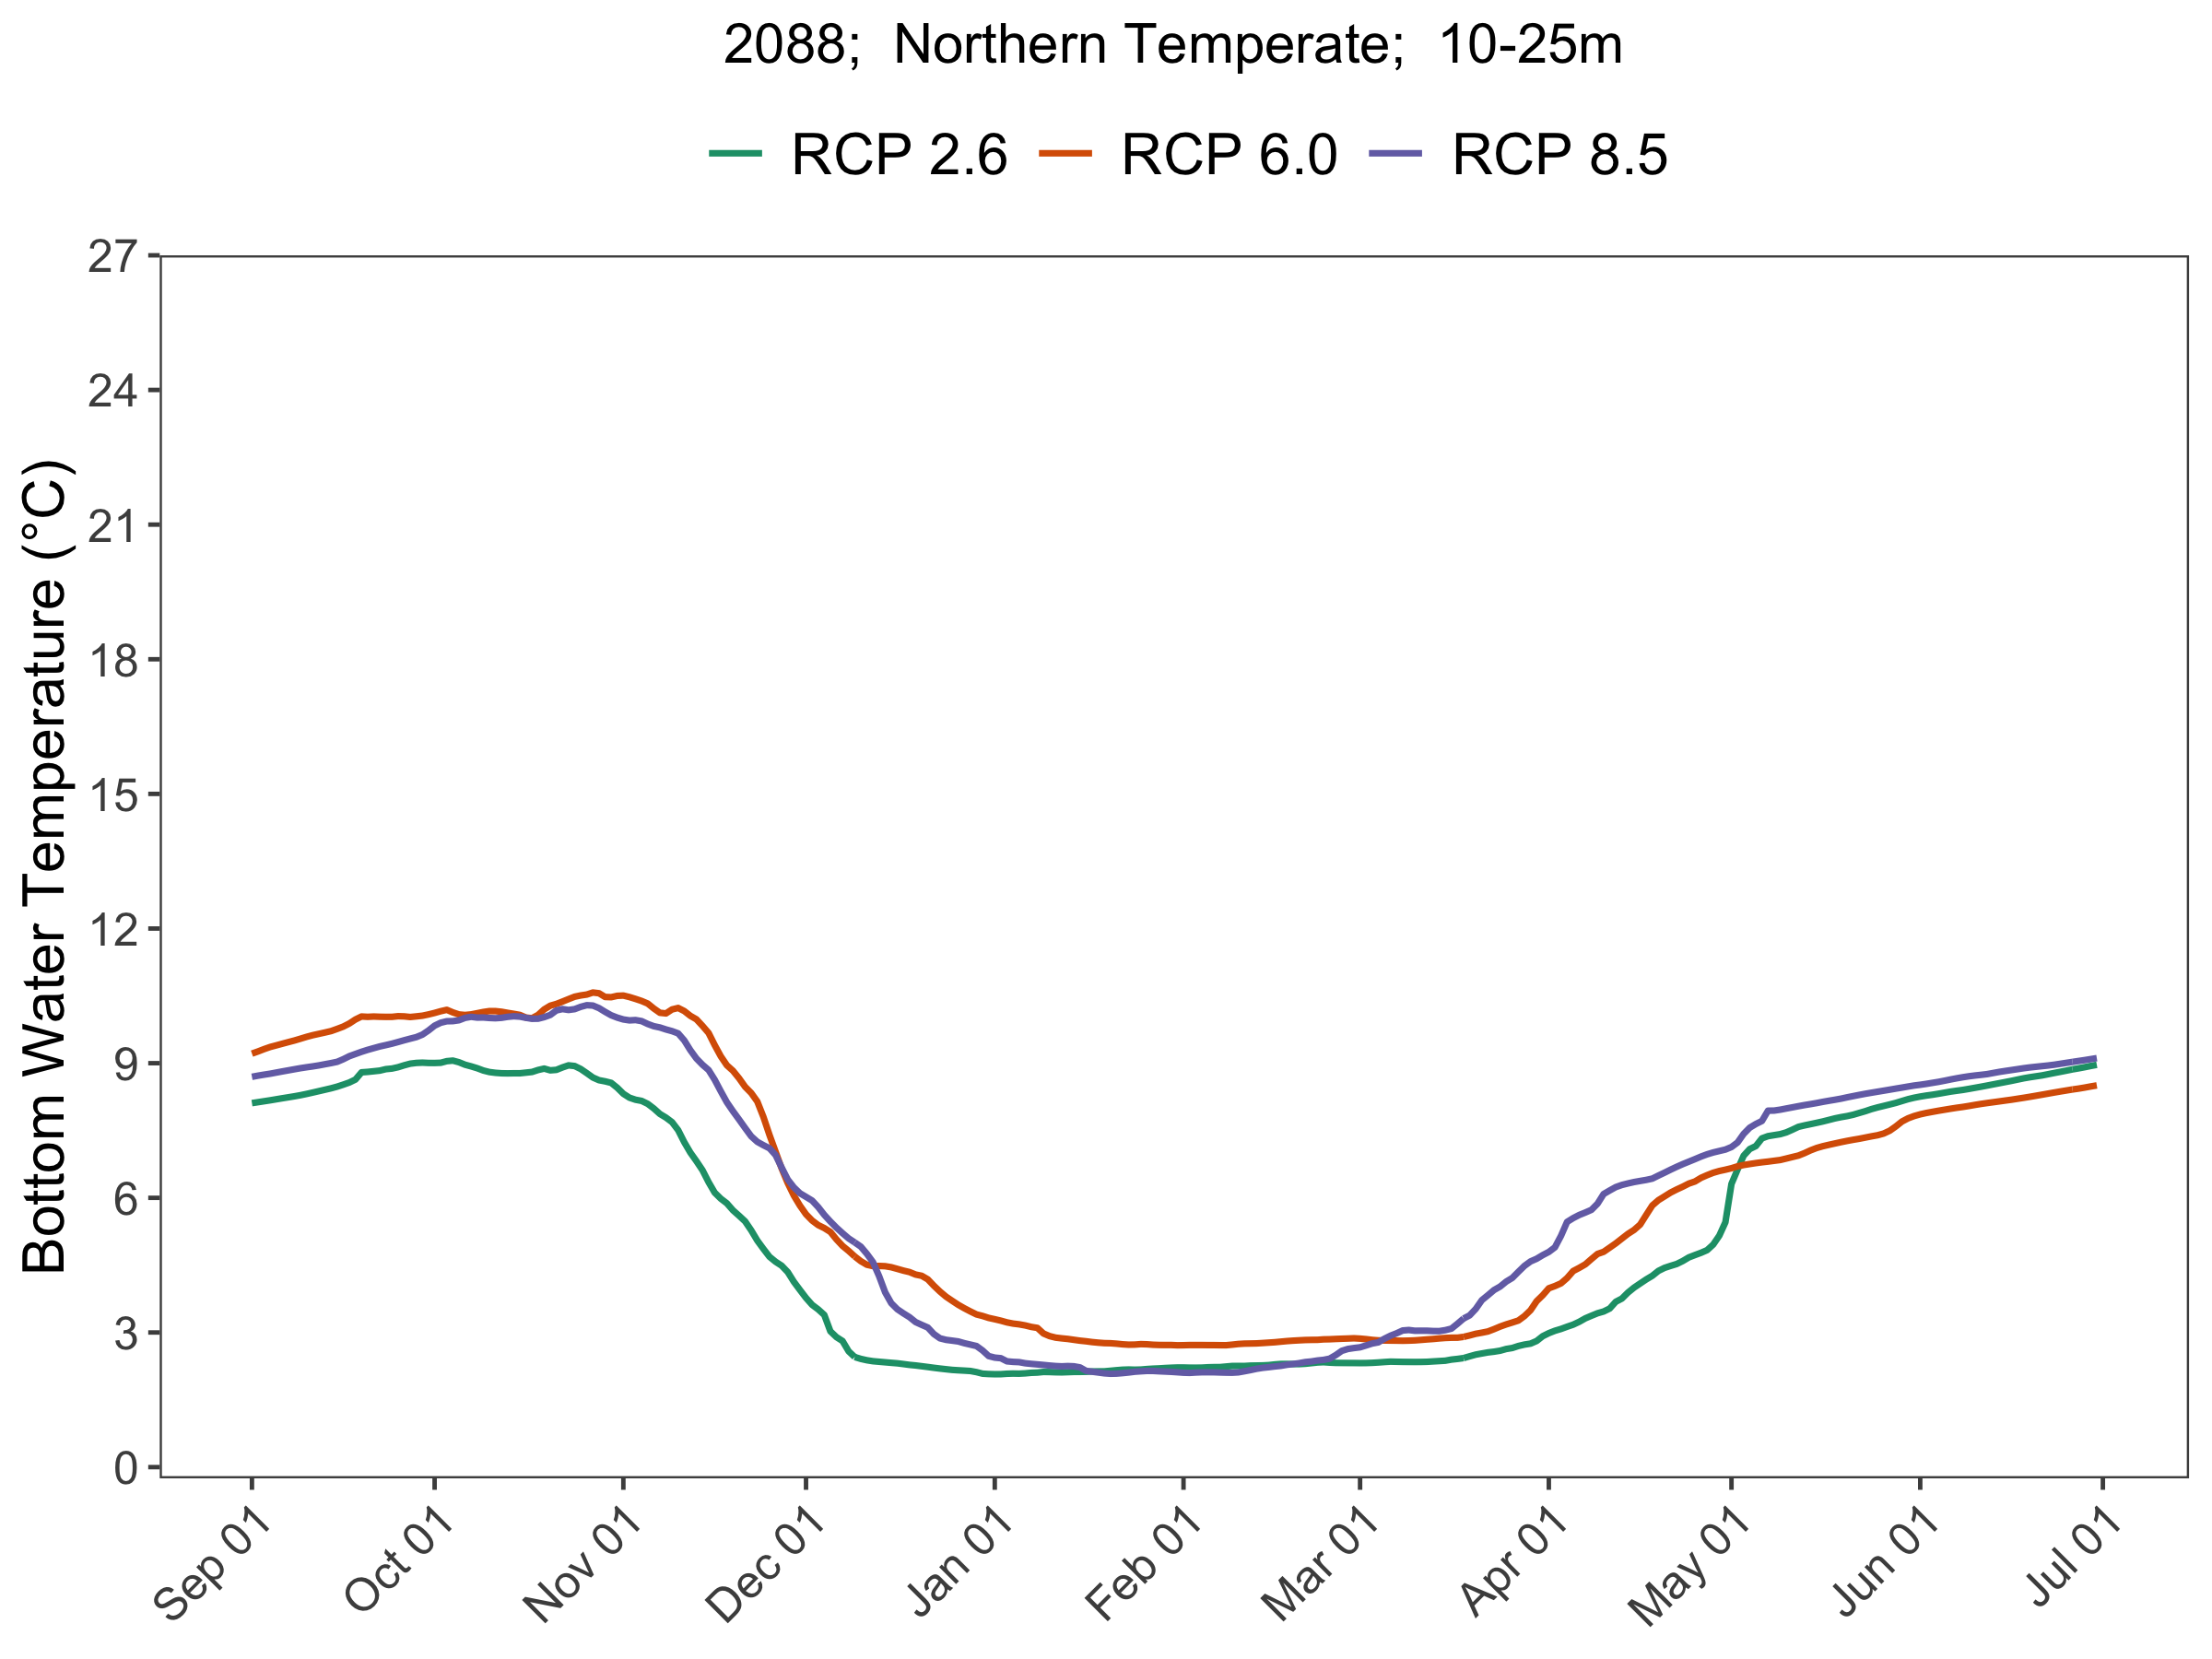 2088; Northern Temperate; 10-25m
RCP 2.6 RCP 6.0 RCP 8.5
Bottom Water Temperature (°C)
27
24
21
18
15
12
9
6
3
0
Sep 01 Oct 01 Nov 01 Dec 01 Jan 01 Feb 01 Mar 01 Apr 01 May 01 Jun 01 Jul 01